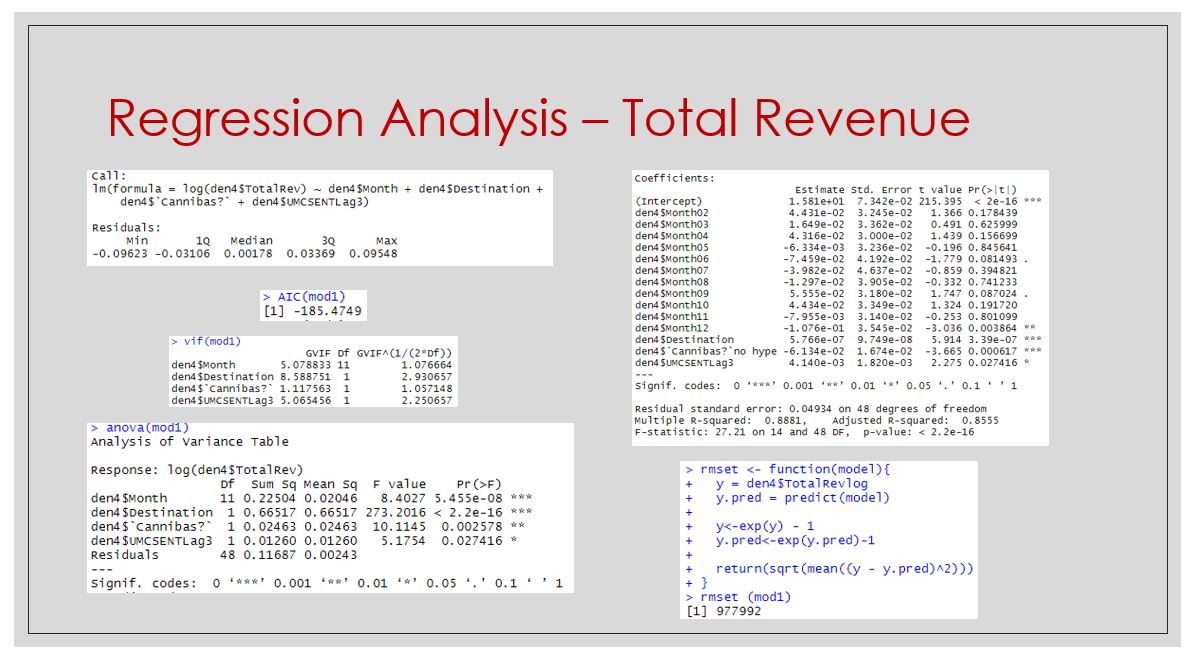 Regression Analysis – Total Revenue
Call:
lm(formula = log(den4$TotalRev) ~ den4$Month + den4$Destination +
den4$`Cannibas?` + den4$UMCSENTLag3)
Residuals:
Min 1Q Median 3Q Max
-0.09623 -0.03106 0.00178 0.03369 0.09548
> AIC(mod1)
[1] -185.4749
> vif(mod1)
GVIF Df GVIF^(1/(2*Df))
den4$Month 5.078833 11 1.076664
den4$Destination 8.588751 1 2.930657
den4$`Cannibas?` 1.117563 1 1.057148
den4$UMCSENTLag3 5.065456 1 2.250657
> anova(mod1)
Analysis of Variance Table
Response: log(den4$TotalRev)
Df Sum Sq Mean Sq F value Pr(>F)
den4$Month 11 0.22504 0.02046 8.4027 5.455e-08 ***
den4$Destination 1 0.66517 0.66517 273.2016 < 2.2e-16 ***
den4$`Cannibas?` 1 0.02463 0.02463 10.1145 0.002578 **
den4$UMCSENTLag3 1 0.01260 0.01260 5.1754 0.027416 *
Residuals 48 0.11687 0.00243
---
Signif. codes: 0 ‘***’ 0.001 ‘**’ 0.01 ‘*’ 0.05 ‘.’ 0.1 ‘ ’ 1
Coefficients:
Estimate Std. Error t value Pr(>|t|)
(Intercept) 1.581e+01 7.342e-02 215.395 < 2e-16 ***
den4$Month02 4.431e-02 3.245e-02 1.366 0.178439
den4$Month03 1.649e-02 3.362e-02 0.491 0.625999
den4$Month04 4.316e-02 3.000e-02 1.439 0.156699
den4$Month05 -6.334e-03 3.236e-02 -0.196 0.845641
den4$Month06 -7.459e-02 4.192e-02 -1.779 0.081493 .
den4$Month07 -3.982e-02 4.637e-02 -0.859 0.394821
den4$Month08 -1.297e-02 3.905e-02 -0.332 0.741233
den4$Month09 5.555e-02 3.180e-02 1.747 0.087024 .
den4$Month10 4.434e-02 3.349e-02 1.324 0.191720
den4$Month11 -7.955e-03 3.140e-02 -0.253 0.801099
den4$Month12 -1.076e-01 3.545e-02 -3.036 0.003864 **
den4$Destination 5.766e-07 9.749e-08 5.914 3.39e-07 ***
den4$`Cannibas?`no hype -6.134e-02 1.674e-02 -3.665 0.000617 ***
den4$UMCSENTLag3 4.140e-03 1.820e-03 2.275 0.027416 *
---
Signif. codes: 0 ‘***’ 0.001 ‘**’ 0.01 ‘*’ 0.05 ‘.’ 0.1 ‘ ’ 1
Residual standard error: 0.04934 on 48 degrees of freedom
Multiple R-squared: 0.8881, Adjusted R-squared: 0.8555
F-statistic: 27.21 on 14 and 48 DF, p-value: < 2.2e-16
> rmset <- function(model){
+ y = den4$TotalRevlog
+ y.pred = predict(model)
+
+ y<-exp(y) - 1
+ y.pred<-exp(y.pred)-1
+
+ return(sqrt(mean((y - y.pred)^2)))
+ }
> rmset (mod1)
[1] 977992